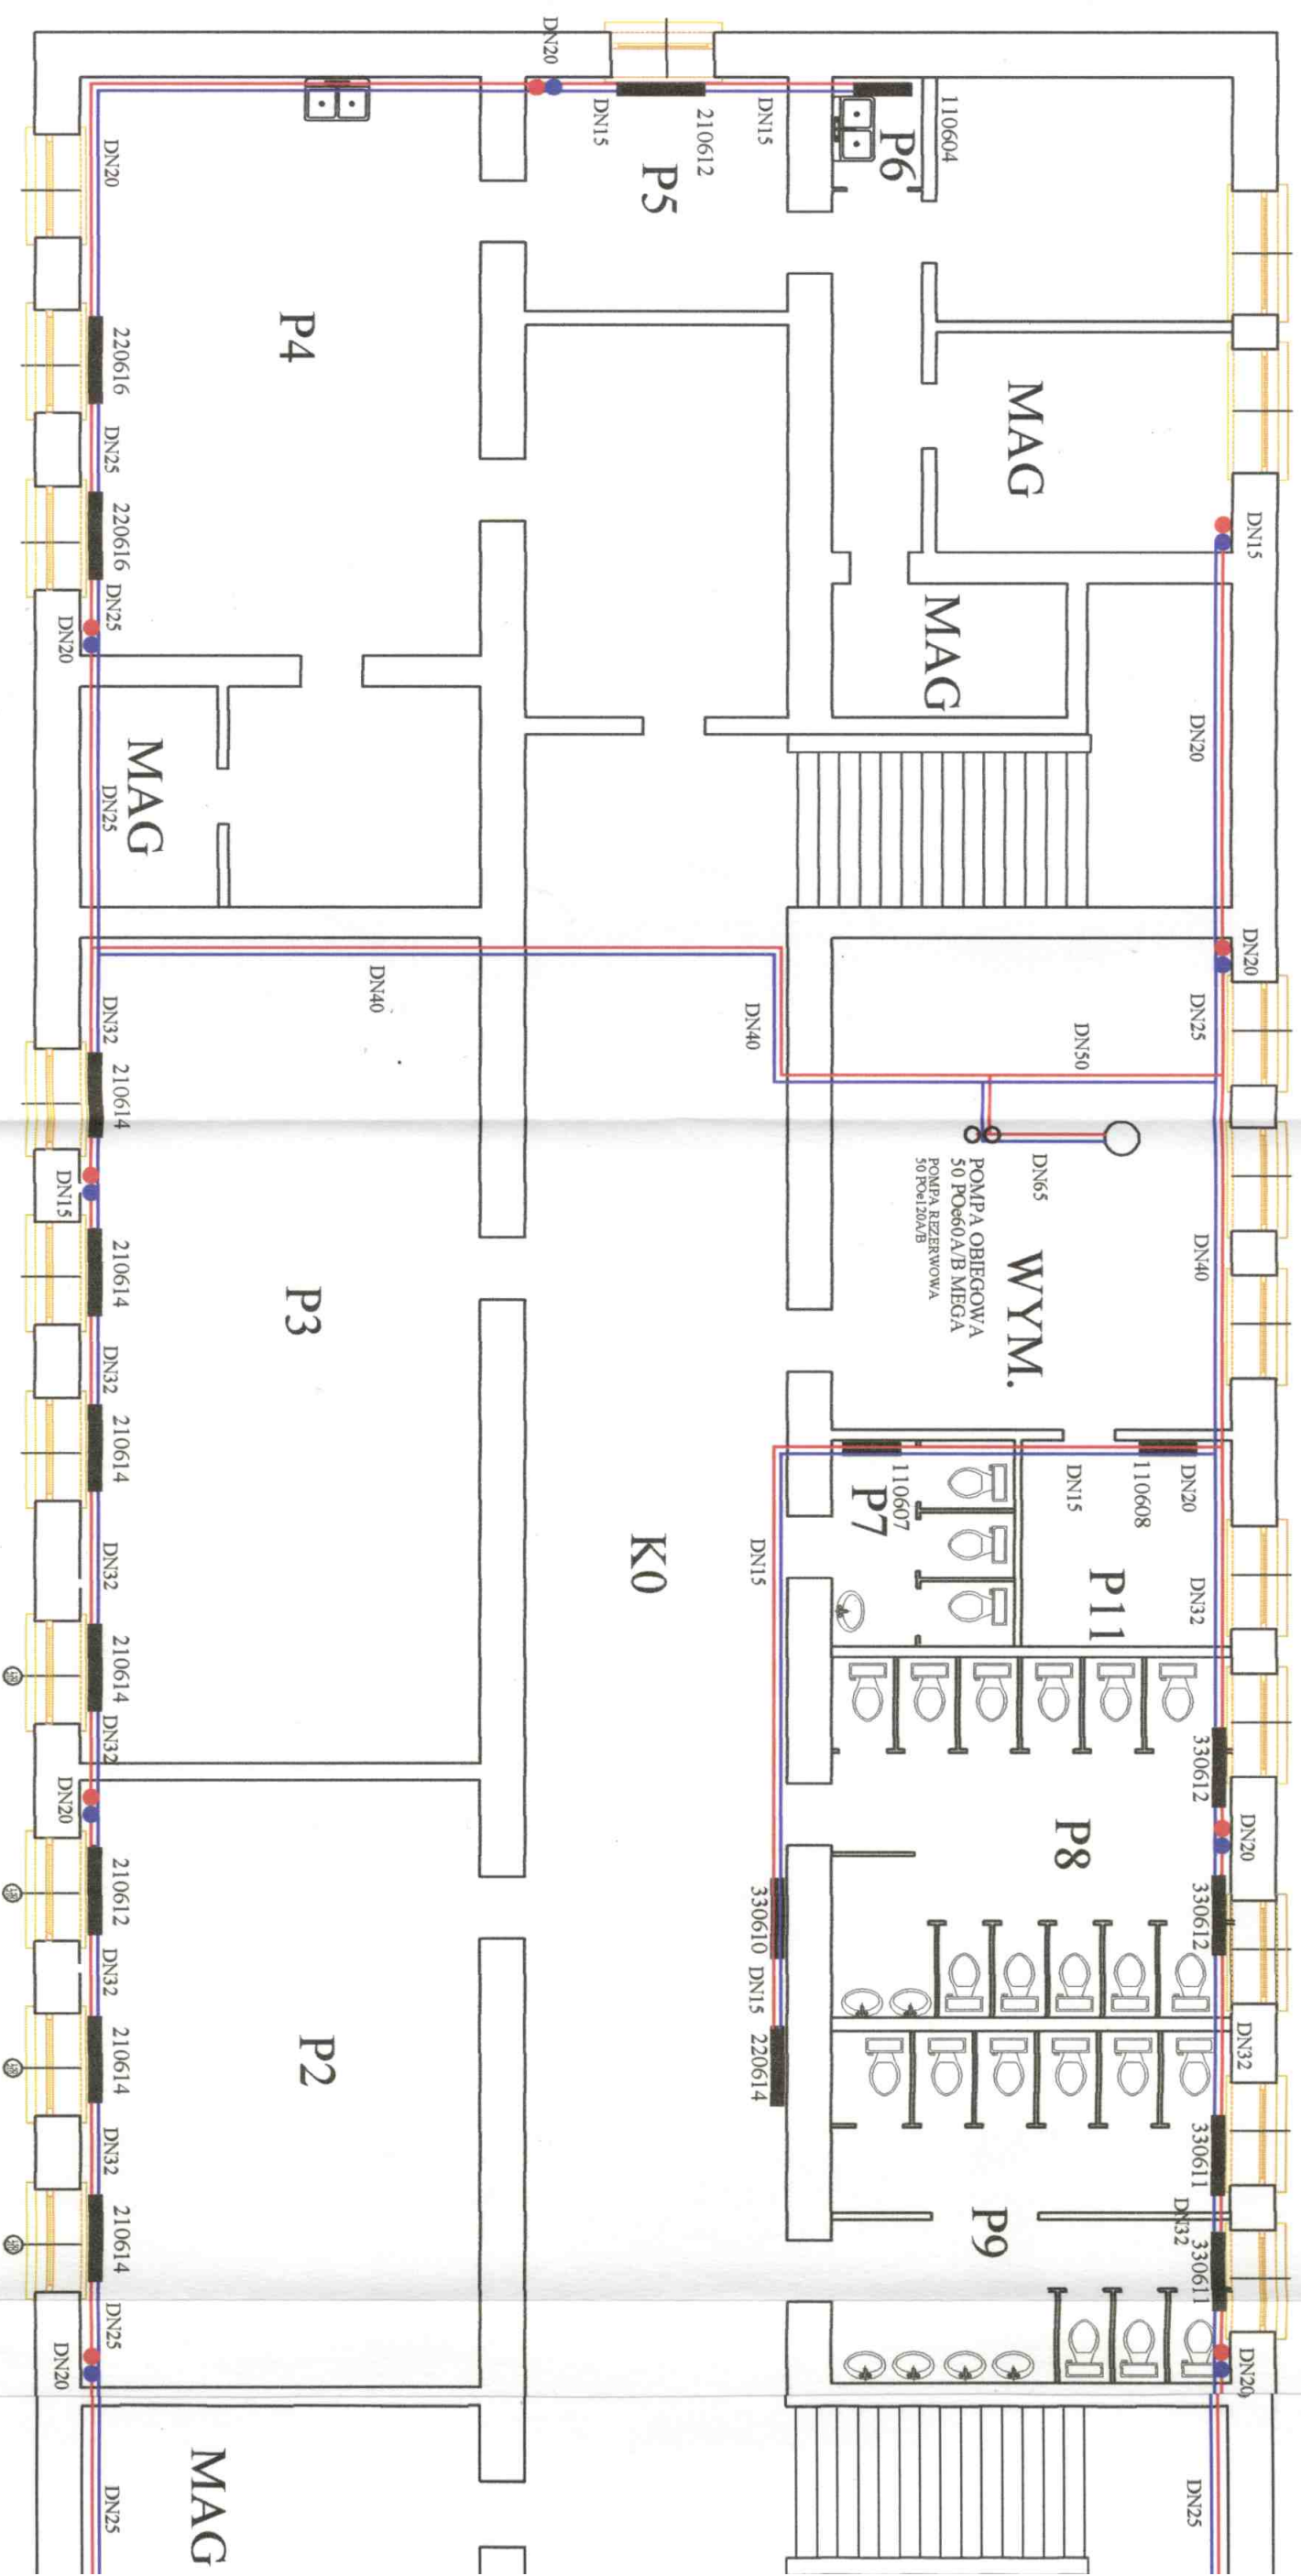 DN15
DN20
DN20
DN32
DN20
DN20
DN25
DN40
DN20
DN32
330612
330612
330611
DN32
330611
DN25
110608
P11
DN50
DN15
P8
MAG
DN65
WYM.
POMPA OBIEGOWA
50 POe60A/B MEGA
POMPA REZERWOWA
50 POe120A/B
P9
110604
MAG
P6
110607
P7
DN15
DN40
DN15
330610
DN15
220614
210612
P5
K0
DN15
DN20
DN40
P4
P3
P2
MAG
MAG
DN20
220616
DN25
220616
DN25
DN25
DN32
210614
210614
DN32
210614
DN32
210614
DN32
210612
DN32
210614
DN32
210614
DN25
DN25
DN20
DN15
DN20
DN20